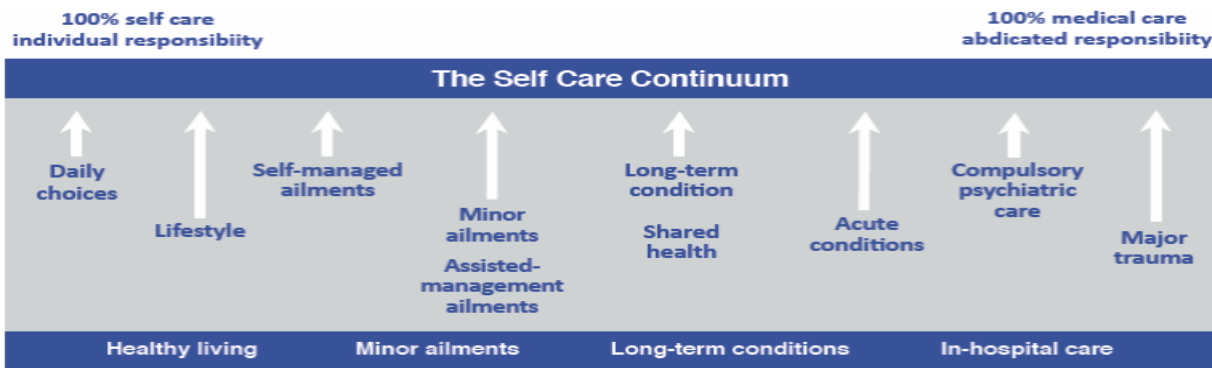 100% self care
individual responsibiity
100% medical care
abdicated responsibiity
The Self Care Continuum
Daily
choices
Lifestyle
Self-managed
ailments
Minor
ailments
Assisted-
management
ailments
Long-term
condition
Shared
health
Acute
conditions
Compulsory
psychiatric
care
Major
trauma
Healthy living
Minor ailments
Long-term conditions
In-hospital care